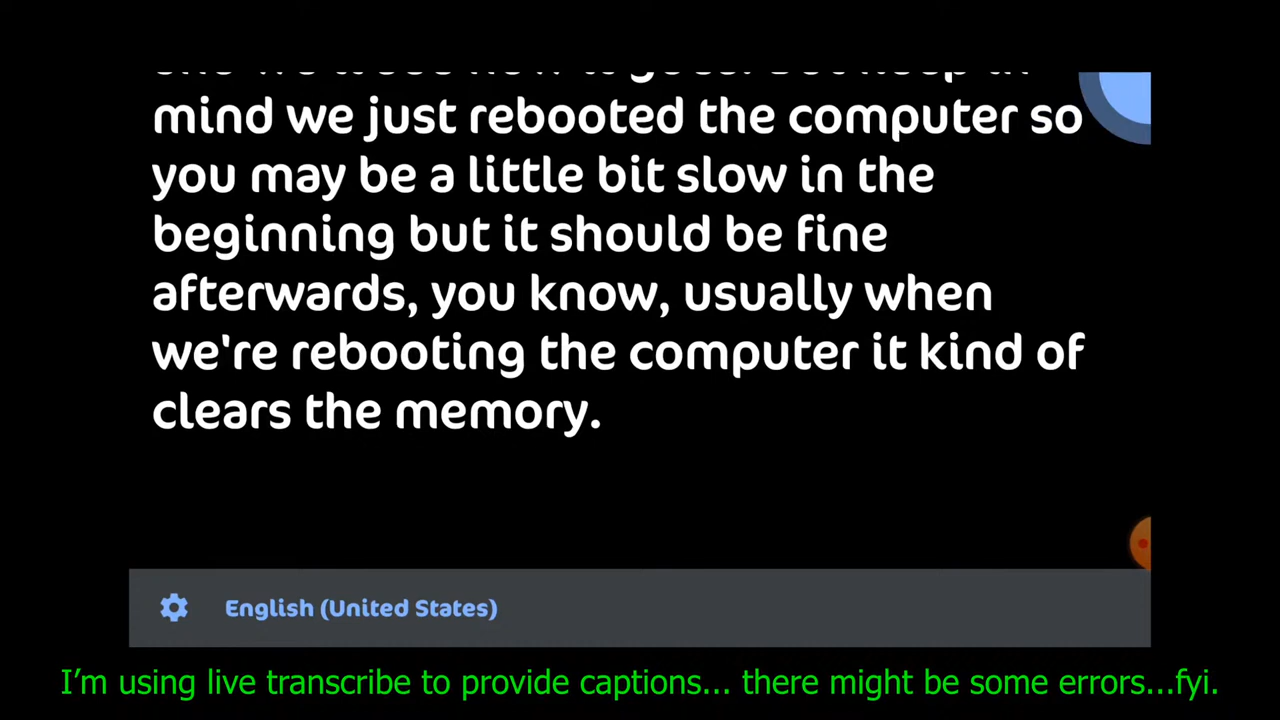 mind we just rebooted the computer so
you may be a little bit slow in the
beginning but it should be fine
afterwards, you know, usually when
we're rebooting the computer it kind of
clears the memory.
English (United States)
I'm using live transcribe to provide captions... there might be some errors...fyi.